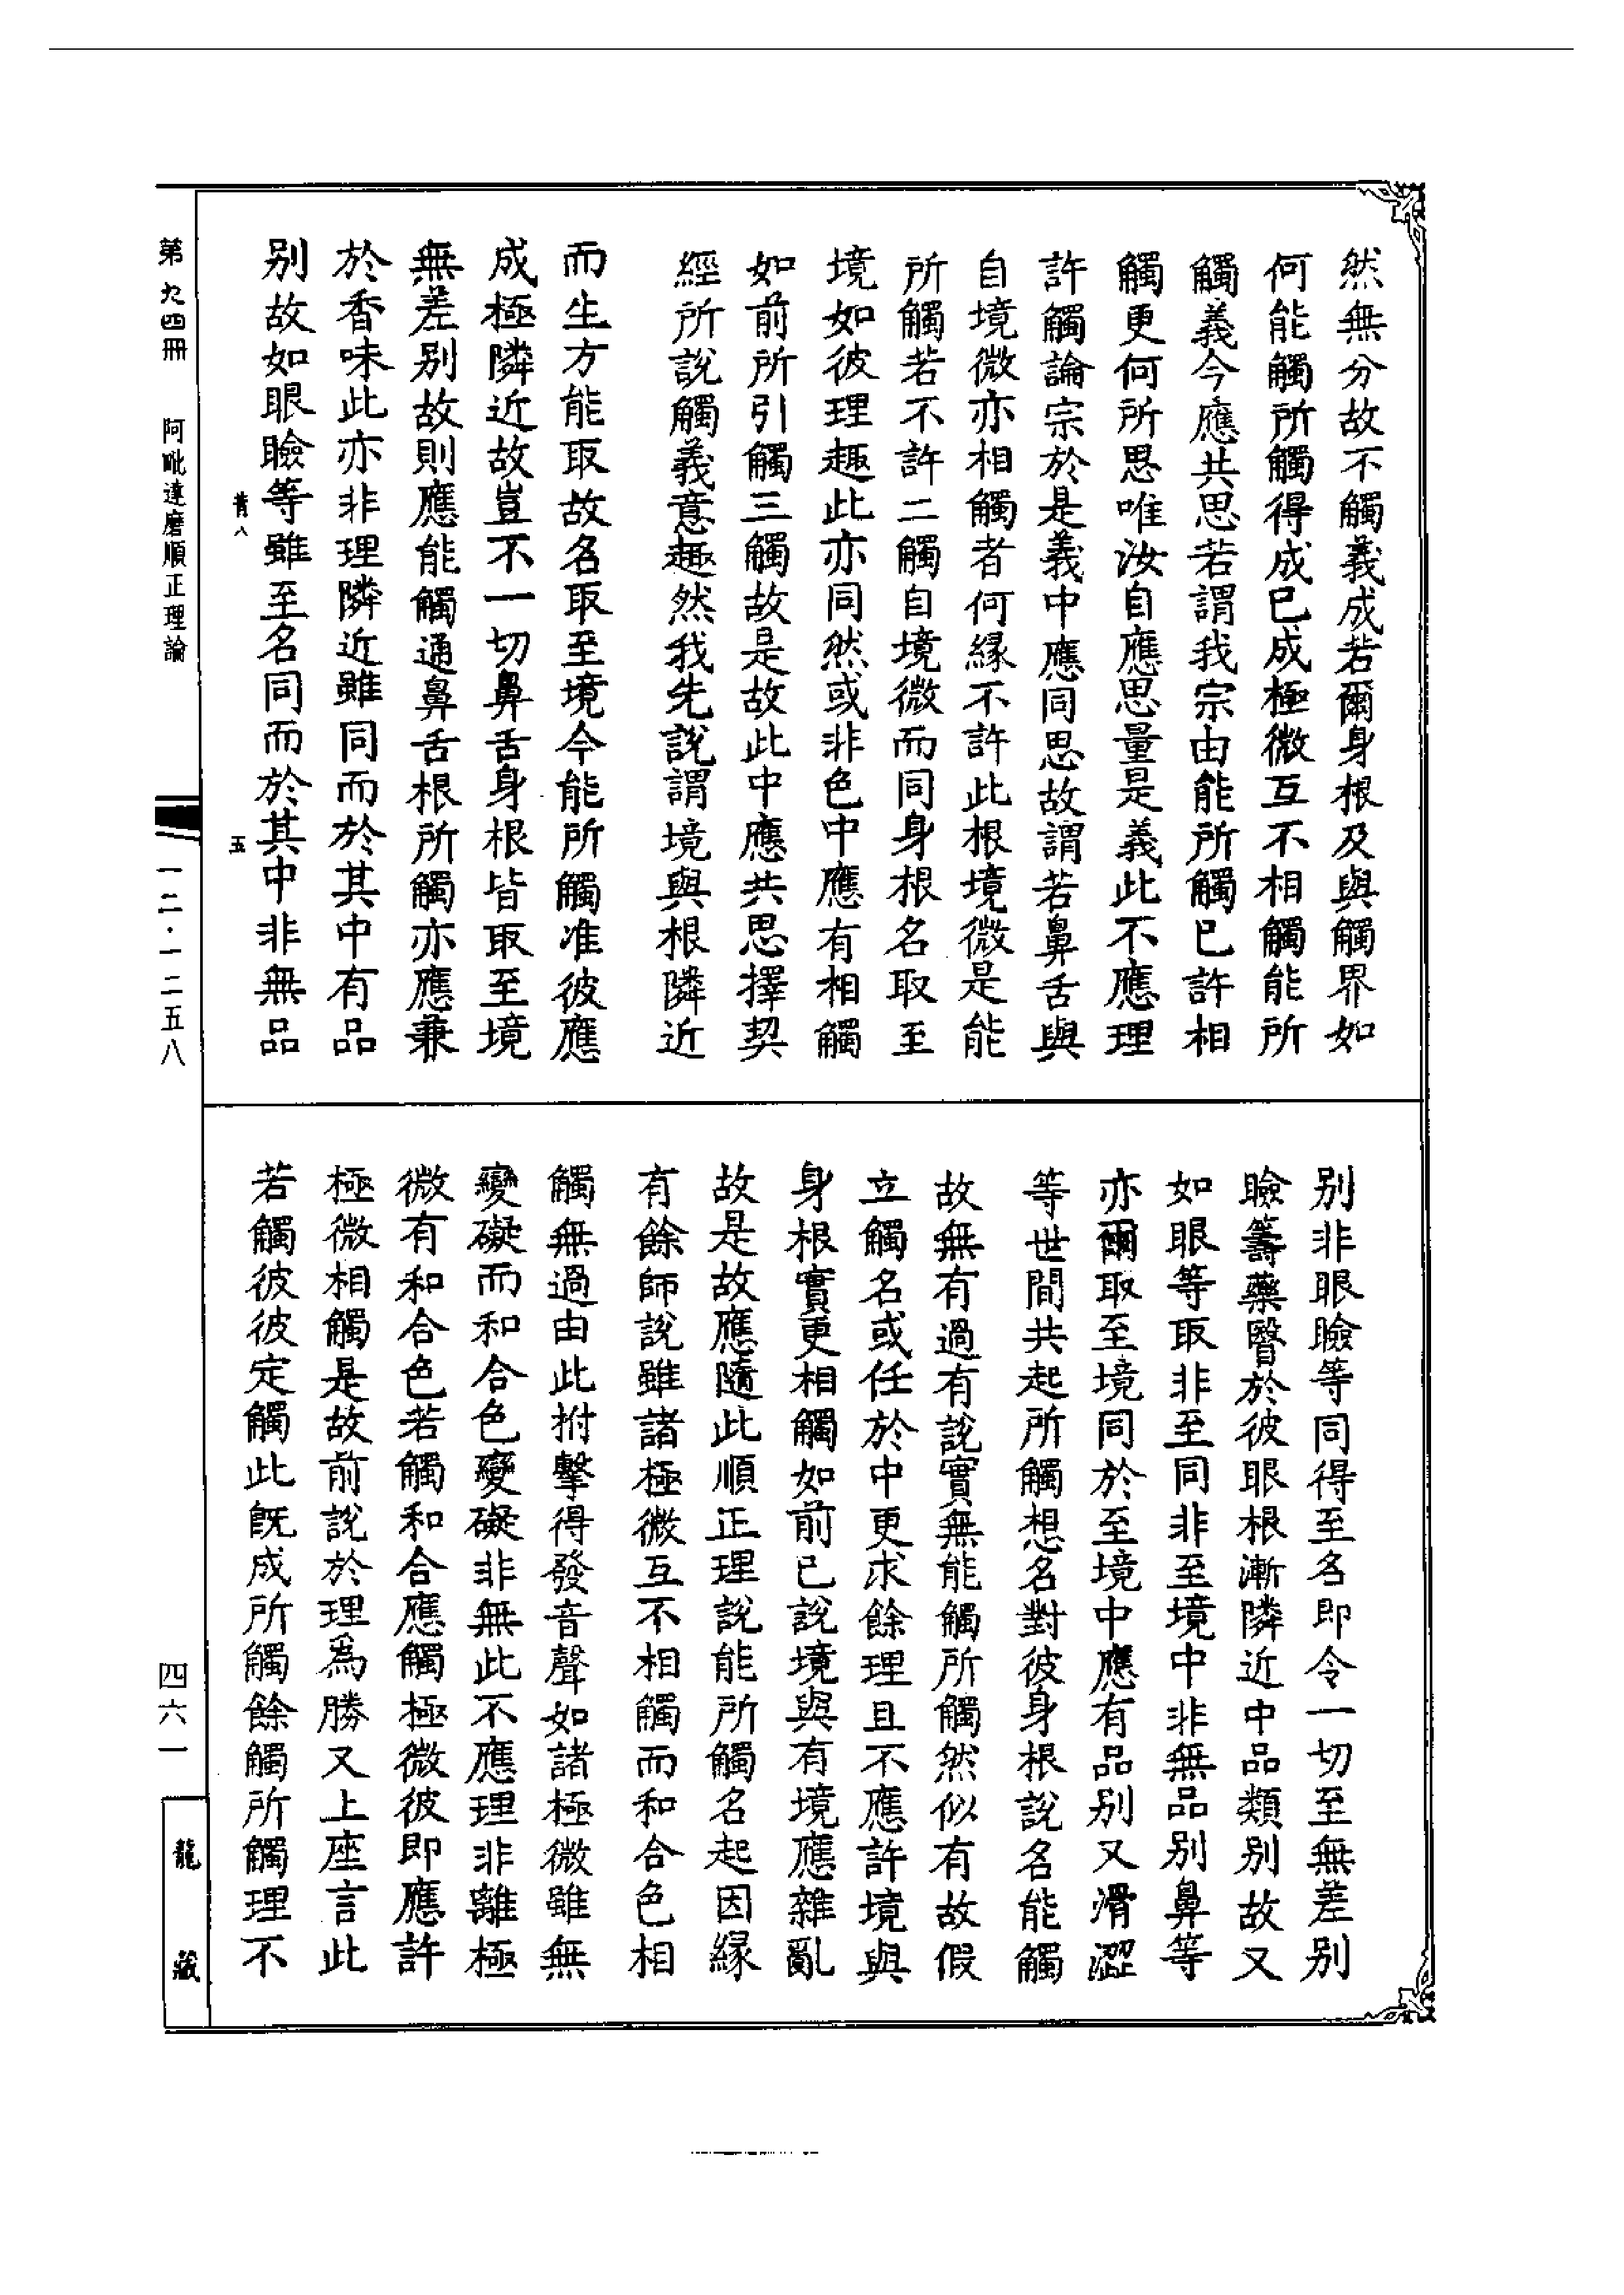 然無分故不觸義成若爾身根及與觸界如
何能觸所觸得成已成極微互不相觸能所
觸義今應共思若謂我宗由能所觸已許相
觸更何所思唯汝自應思量是義此不應理
許觸論宗於是義中應同思故謂若鼻舌與
自境微亦相觸者何緣不許此根境微是能
所觸若不許二觸自境微而同身根名取至
境如彼理趣此亦同然或非色中應有相觸
如前所引觸三觸故是故此中應共思擇契
經所說觸義意趣然我先說謂境與根隣近
而生方能取故名取至境今能所觸准彼應
成極隣近故豈不一切鼻舌身根皆取至境
無差别故則應能觸通鼻舌根所觸亦應兼
於香味此亦非理隣近雖同而於其中有品
别故如眼瞼等雖至名同而於其中非無品
别非眼瞼等同得至名即令一切至無差别
瞼籌藥瞖於彼眼根漸隣近中品類别故又
如眼等取非至同非至境中非無品别鼻等
亦爾取至境同於至境中應有品别又滑澀
等世間共起所觸想名對彼身根說名能觸
故無有過有說實無能觸所觸然似有故假
立觸名或任於中更求餘理且不應許境與
身根實更相觸如前已說境與有境應雜亂
故是故應隨此順正理說能所觸名起因緣
有餘師說雖諸極微互不相觸而和合色相
觸無過由此拊擊得發音聲如諸極微雖無
變礙而和合色變礙非無此不應理非離極
微有和合色若觸和合應觸極微彼即應許
極微相觸是故前說於理爲勝又上座言此
若觸彼彼定觸此旣成所觸餘觸所觸理不
第九四冊 阿毗達磨順正理論 一二·一二五八 四六一
龍藏
五